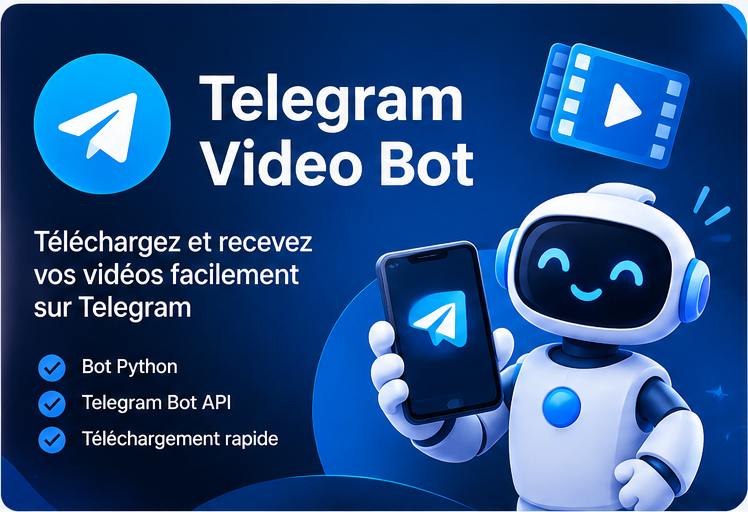 Telegram
Video Bot
Téléchargez et recevez
vos vidéos facilement
sur Telegram
Bot Python
Telegram Bot API
Téléchargement rapide